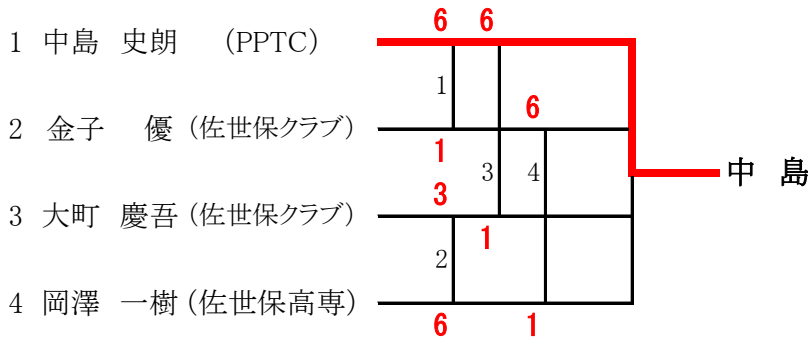 6 6
1 中島 史朗 (PPTC)
1
6
2 金子 優 (佐世保クラブ)
1
3 4
中 島
3
3 大町 慶吾 (佐世保クラブ)
1
2
4 岡澤 一樹 (佐世保高専)
6 1